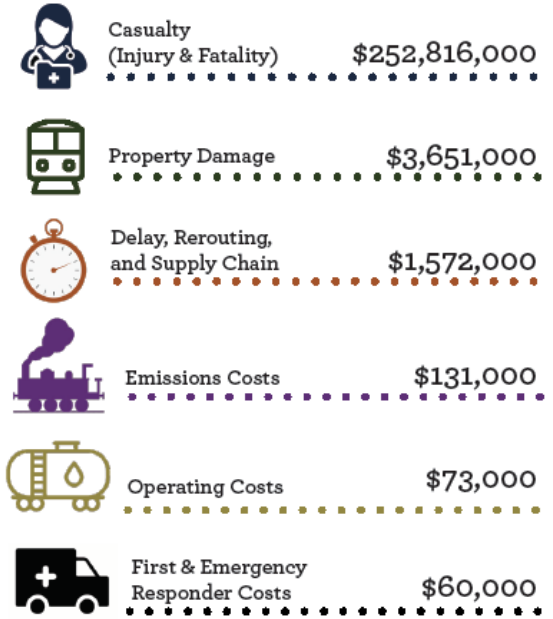 Casualty
(Injury & Fatality) $252,816,000
Property Damage $3,651,000
Delay, Rerouting,
and Supply Chain $1,572,000
Emissions Costs $131,000
Operating Costs $73,000
First & Emergency
Responder Costs $60,000